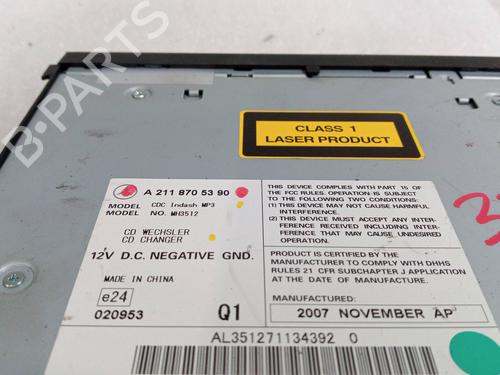 B-PARTS
CLASS 1
LASER PRODUCT
A 211 870 53 90
MODEL CDC Indash MP3
MODEL NO. MH3512
CD WECHSLER
CD CHANGER
12V D.C. NEGATIVE GND.
MADE IN CHINA
e24
020953 Q1
THIS DEVICE COMPLIES WITH PART 15 OF
THE FCC RULES. OPERATION-IS SUBJECT
TO THE FOLLOWING TWO CONDITIONS:
(1) THIS DEVICE MAY NOT CAUSE HARMFUL
INTERFERENCE.
(2) THIS DEVICE MUST ACCEPT ANY INTER-
FERENCE RECEIVED INCLUDING INTER-
FERENCE THAT MAY CAUSE UNDESIRED
OPERATION.
PRODUCT IS CERTIFIED BY THE
MANUFACTURER TO COMPLY WITH DHHS
RULES 21 CFR SUBCHAPTER J APPLICATION
AT THE DATE OF MANUFACTURE.
MANUFACTURED:
2007 NOVEMBER AP
AL351271134392 0